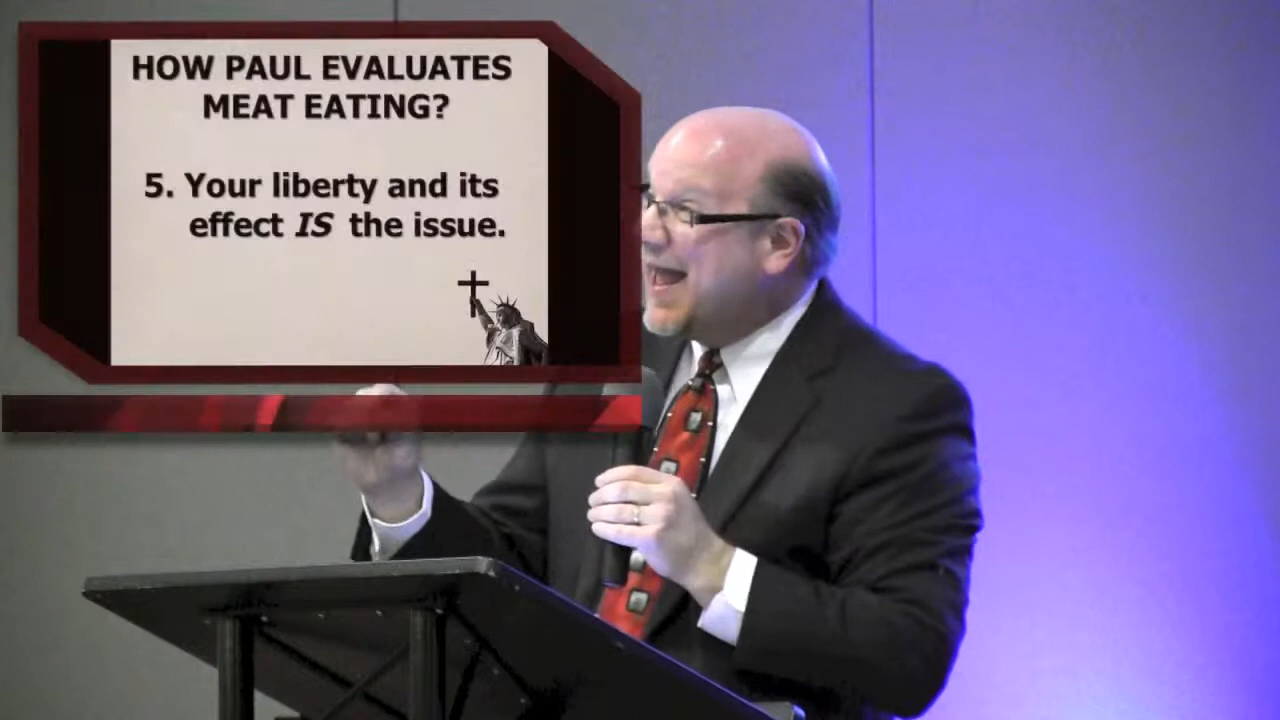 HOW PAUL EVALUATES
MEAT EATING?
5. Your liberty and its
effect IS the issue.